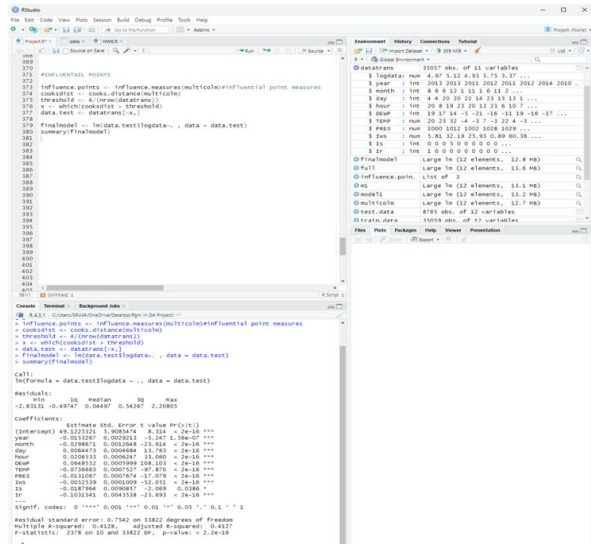 RStudio
File Edit Code View Plots Session Build Debug Profile Tools Help
Go to file/function
Addins
Project: (None)
Project.R*
data
HW6.R
Source on Save
Run
Source
368
369
370
371 #INFLUENTIAL POINTS
372
373 influence.points <- influence.measures(multicolm)#influential point measures
374 cooksdist <- cooks.distance(multicolm)
375 threshold <- 4/(nrow(datatrans))
376 x <- which(cooksdist > threshold)
377 data.test <- datatrans[-x,]
378
379 finalmodel <- lm(data.test$logdata~. , data = data.test)
380 summary(finalmodel)
381
382
383
384
385
386
387
388
389
390
391
392
393
394
395
396
397
398
399
400
401
402
403
404
405
381:1
(Untitled)
R Script
Console Terminal Background Jobs
R 4.3.1
> influence.points <- influence.measures(multicolm)#influential point measures
> cooksdist <- cooks.distance(multicolm)
> threshold <- 4/(nrow(datatrans))
> x <- which(cooksdist > threshold)
> data.test <- datatrans[-x,]
> finalmodel <- lm(data.test$logdata~. , data = data.test)
> summary(finalmodel)
Call:
lm(formula = data.test$logdata ~ ., data = data.test)
Residuals:
Min 1Q Median 3Q Max
-2.83131 -0.49747 0.04497 0.54267 2.20805
Coefficients:
Estimate Std. Error t value Pr(>|t|)
(Intercept) 49.1225321 5.9085474 8.314 < 2e-16 ***
year -0.0153267 0.0029213 -5.247 1.56e-07 ***
month -0.0298671 0.0012648 -23.614 < 2e-16 ***
day 0.0064473 0.0004684 13.763 < 2e-16 ***
hour 0.0206533 0.0006247 33.060 < 2e-16 ***
DEWP 0.0648552 0.0005999 108.103 < 2e-16 ***
TEMP -0.0736663 0.0007527 -97.870 < 2e-16 ***
PRES -0.0131067 0.0007674 -17.079 < 2e-16 ***
Iws -0.0052539 0.0001009 -52.051 < 2e-16 ***
Is -0.0187964 0.0090857 -2.069 0.0386 *
Ir -0.1031541 0.0043538 -23.693 < 2e-16 ***
---
Signif. codes: 0 '***' 0.001 '**' 0.01 '*' 0.05 '.' 0.1 ' ' 1
Residual standard error: 0.7542 on 33822 degrees of freedom
Multiple R-squared: 0.4128, Adjusted R-squared: 0.4127
F-statistic: 2378 on 10 and 33822 DF, p-value: < 2.2e-16
Environment History Connections Tutorial
Import Dataset
359 MiB
List
R
Global Environment
datatrans 35057 obs. of 11 variables
$ logdata: num 4.97 5.12 4.93 5.75 3.37 ...
$ year : int 2013 2013 2011 2012 2011 2012 2014 2010 ..
$ month : int 8 6 6 12 1 11 6 11 2 ...
$ day : int 4 4 20 20 22 14 23 15 13 1 ...
$ hour : int 20 8 19 23 20 13 23 6 10 7 ...
$ DEWP : int 19 17 14 -5 -21 -16 -11 19 -16 -17 ...
$ TEMP : num 20 23 32 -4 -3 7 -3 22 4 -3 ...
$ PRES : num 1000 1012 1002 1028 1029 ...
$ Iws : num 5.81 32.19 25.93 0.89 60.36 ...
$ Is : int 0 0 0 5 0 0 0 0 0 0 ...
$ Ir : int 1 0 0 0 0 0 0 0 0 0 ...
finalmodel Large lm (12 elements, 12.8 MB)
full Large lm (12 elements, 13.6 MB)
influence.poin… List of 3
m1 Large lm (12 elements, 13.1 MB)
model1 Large lm (12 elements, 13.2 MB)
multicolm Large lm (12 elements, 12.7 MB)
test.data 8765 obs. of 12 variables
train.data 35059 obs. of 12 variables
Files Plots Packages Help Viewer Presentation
Zoom
Export